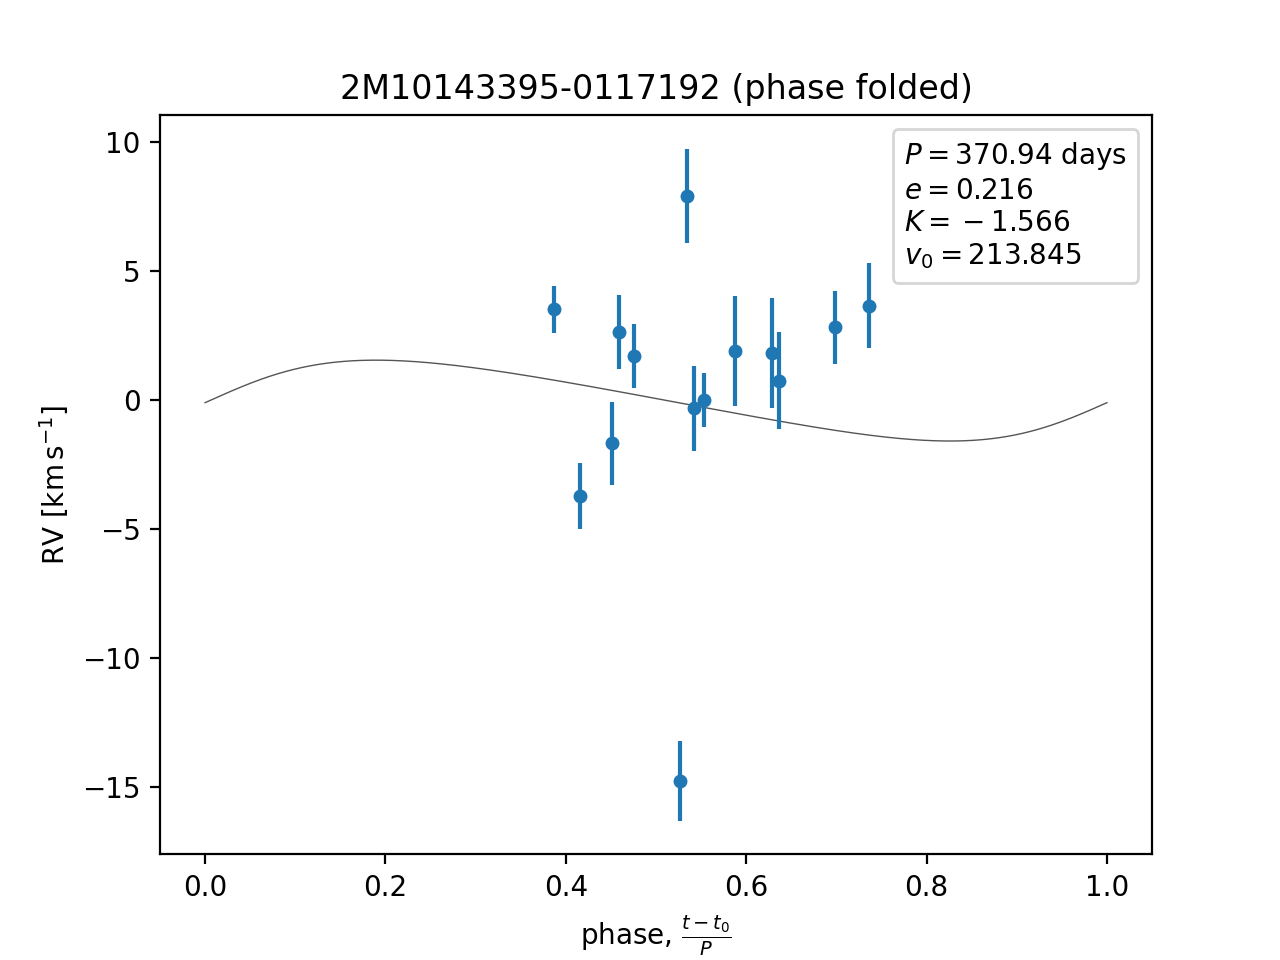 2M10143395-0117192 (phase folded)
P = 370.94 days
e = 0.216
K = −1.566
v₀ = 213.845
RV [km s⁻¹]
10
5
0
−5
−10
−15
0.0 0.2 0.4 0.6 0.8 1.0
phase, (t − t₀)/P